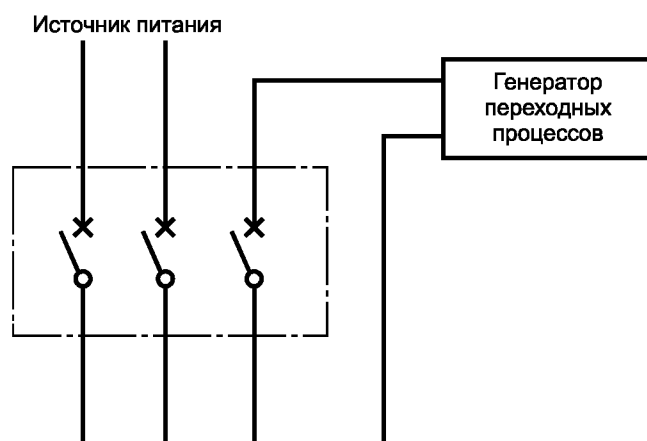 Источник питания
Генератор
переходных
процессов